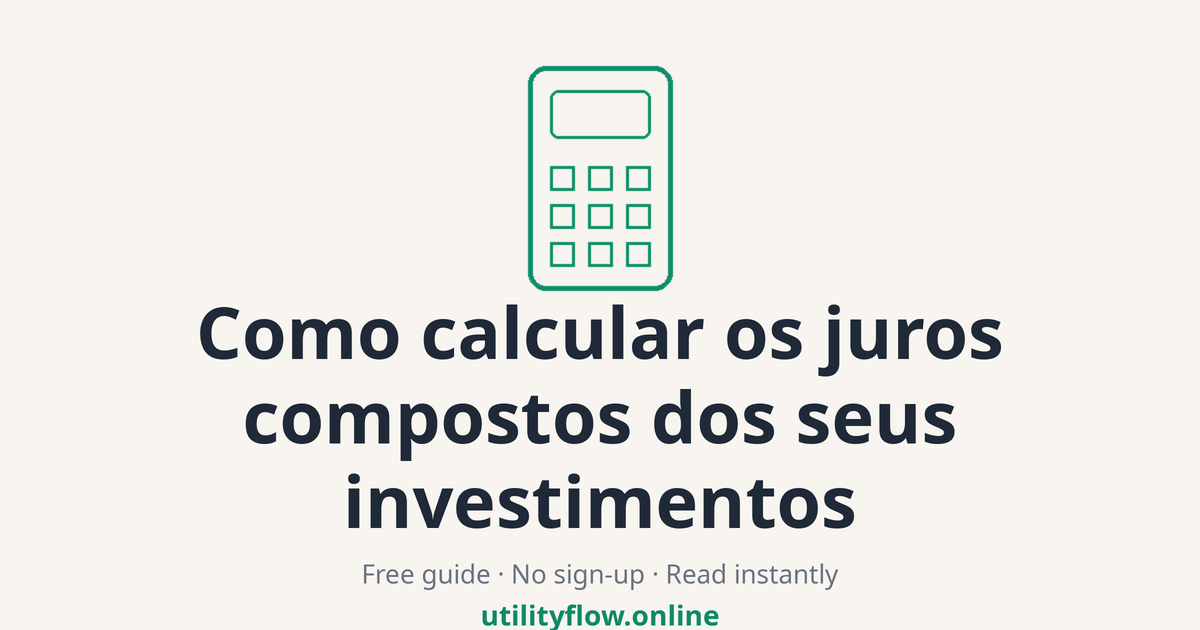 Como calcular os juros
compostos dos seus
investimentos
Free guide · No sign-up · Read instantly
utilityflow.online